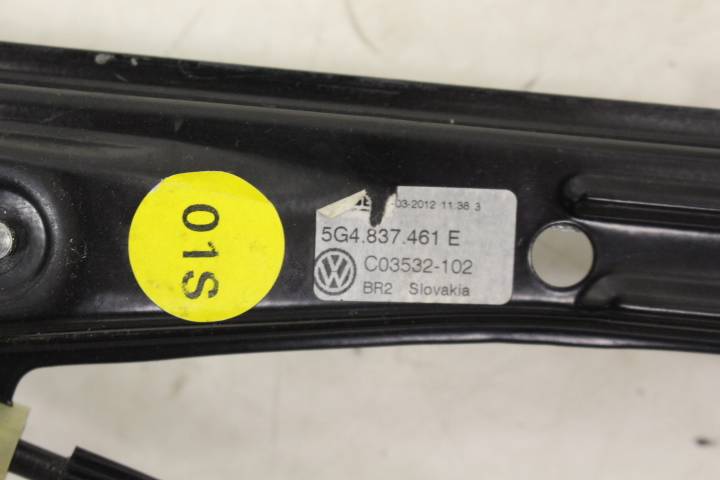 01S
-03-2012 11 38 3
5G4.837.461 E
C03532-102
BR2 Slovakia